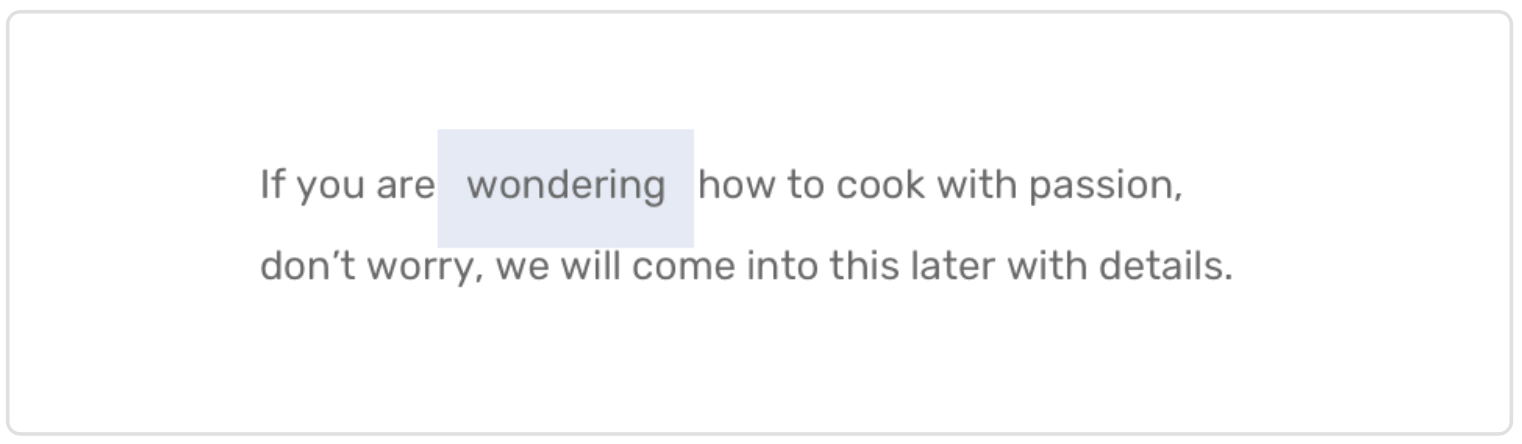 If you are wondering how to cook with passion,
don’t worry, we will come into this later with details.